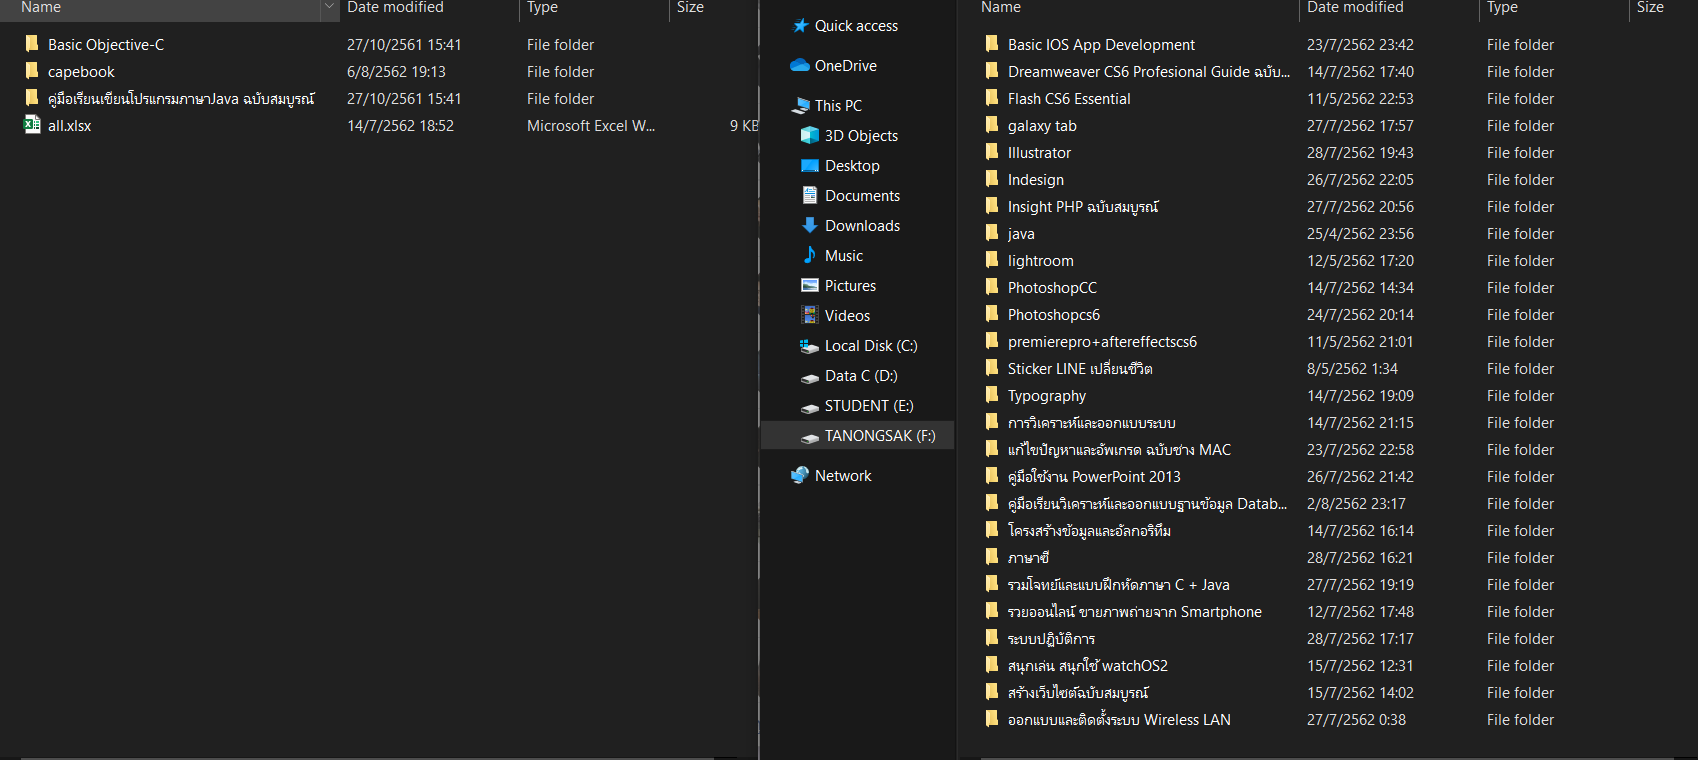 Name Date modified Type Size
Basic Objective-C 27/10/2561 15:41 File folder
capebook 6/8/2562 19:13 File folder
คู่มือเรียนเขียนโปรแกรมภาษาJava ฉบับสมบูรณ์ 27/10/2561 15:41 File folder
all.xlsx 14/7/2562 18:52 Microsoft Excel W... 9 KB
Quick access
OneDrive
This PC
3D Objects
Desktop
Documents
Downloads
Music
Pictures
Videos
Local Disk (C:)
Data C (D:)
STUDENT (E:)
TANONGSAK (F:)
Network
Name Date modified Type Size
Basic IOS App Development 23/7/2562 23:42 File folder
Dreamweaver CS6 Profesional Guide ฉบับ... 14/7/2562 17:40 File folder
Flash CS6 Essential 11/5/2562 22:53 File folder
galaxy tab 27/7/2562 17:57 File folder
Illustrator 28/7/2562 19:43 File folder
Indesign 26/7/2562 22:05 File folder
Insight PHP ฉบับสมบูรณ์ 27/7/2562 20:56 File folder
java 25/4/2562 23:56 File folder
lightroom 12/5/2562 17:20 File folder
PhotoshopCC 14/7/2562 14:34 File folder
Photoshopcs6 24/7/2562 20:14 File folder
premierepro+aftereffectscs6 11/5/2562 21:01 File folder
Sticker LINE เปลี่ยนชีวิต 8/5/2562 1:34 File folder
Typography 14/7/2562 19:09 File folder
การวิเคราะห์และออกแบบระบบ 14/7/2562 21:15 File folder
แก้ไขปัญหาและอัพเกรด ฉบับช่าง MAC 23/7/2562 22:58 File folder
คู่มือใช้งาน PowerPoint 2013 26/7/2562 21:42 File folder
คู่มือเรียนวิเคราะห์และออกแบบฐานข้อมูล Datab... 2/8/2562 23:17 File folder
โครงสร้างข้อมูลและอัลกอริทึม 14/7/2562 16:14 File folder
ภาษาซี 28/7/2562 16:21 File folder
รวมโจทย์และแบบฝึกหัดภาษา C + Java 27/7/2562 19:19 File folder
รวยออนไลน์ ขายภาพถ่ายจาก Smartphone 12/7/2562 17:48 File folder
ระบบปฏิบัติการ 28/7/2562 17:17 File folder
สนุกเล่น สนุกใช้ watchOS2 15/7/2562 12:31 File folder
สร้างเว็บไซต์ฉบับสมบูรณ์ 15/7/2562 14:02 File folder
ออกแบบและติดตั้งระบบ Wireless LAN 27/7/2562 0:38 File folder